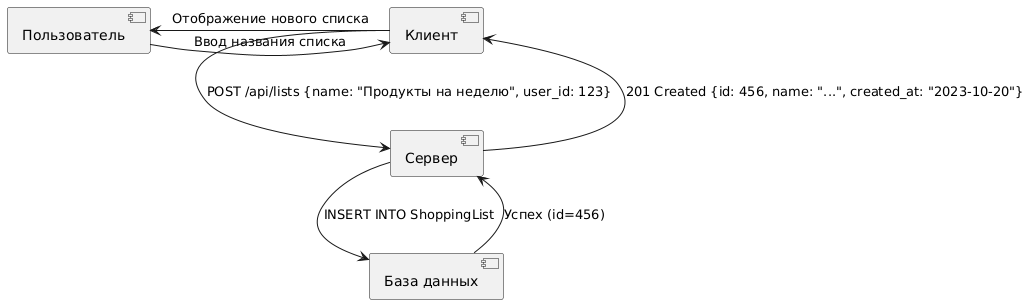 Отображение нового списка
Пользователь
Клиент
Ввод названия списка
POST /api/lists {name: "Продукты на неделю", user_id: 123}
201 Created {id: 456, name: "...", created_at: "2023-10-20"}
Сервер
INSERT INTO ShoppingList
Успех (id=456)
База данных